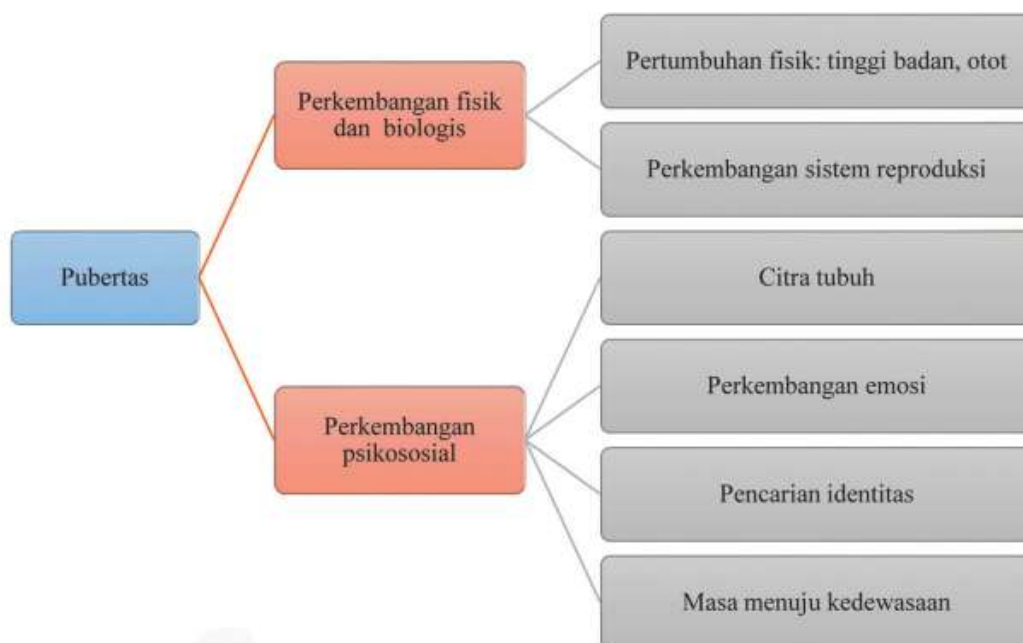 Pubertas
Perkembangan fisik
dan biologis
Pertumbuhan fisik: tinggi badan, otot
Perkembangan sistem reproduksi
Perkembangan
psikososial
Citra tubuh
Perkembangan emosi
Pencarian identitas
Masa menuju kedewasaan